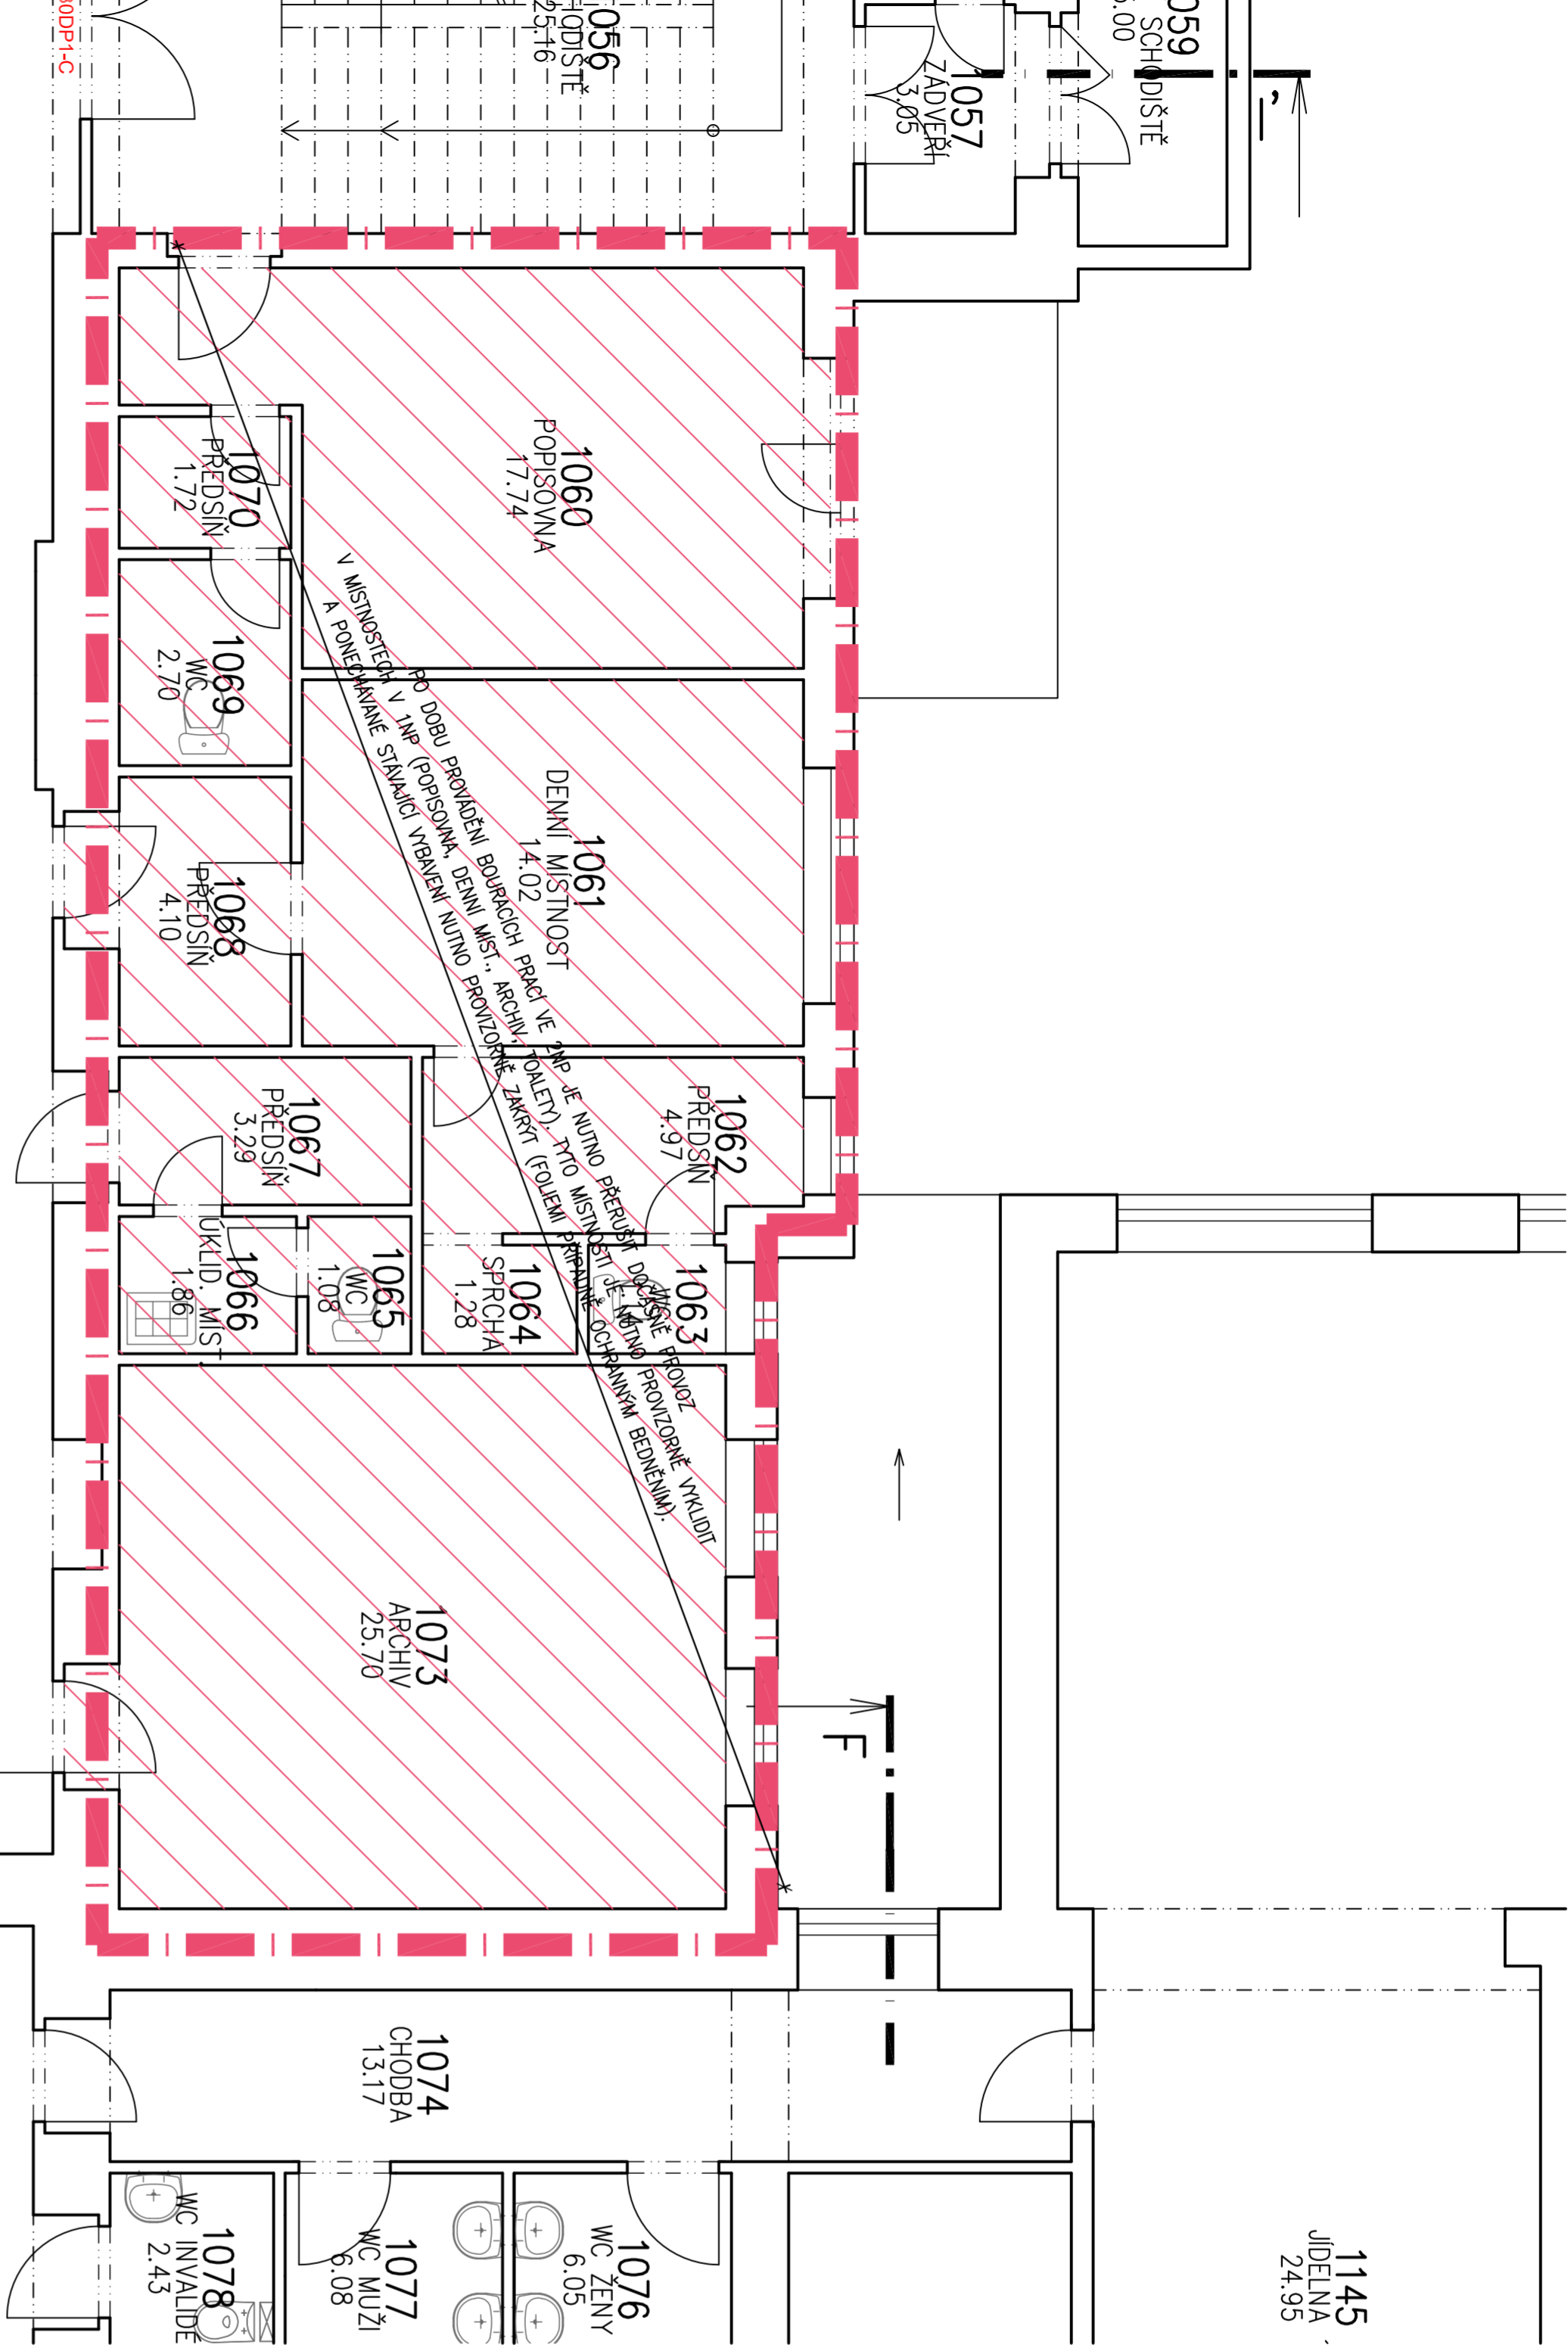 30DP1-C
056
HODIŠTĚ
25.16
1057
ZÁDVEŘÍ
3.05
059
SCHODIŠTĚ
5.00
1060
POPISOVNA
17.74
1070
PŘEDSÍŇ
1.72
1069
WC
2.70
1061
DENNÍ MÍSTNOST
14.02
1068
PŘEDSÍŇ
4.10
PO DOBU PROVÁDĚNÍ BOURACÍCH PRACÍ VE 2NP JE NUTNO PŘERUŠIT DOČASNĚ PROVOZ
V MÍSTNOSTECH V 1NP (POPISOVNA, DENNÍ MÍST., ARCHIV, TOALETY). TYTO MÍSTNOSTI JE NUTNO PROVIZORNĚ VYKLIDIT
A PONECHÁVANÉ STÁVAJÍCÍ VYBAVENÍ NUTNO PROVIZORNĚ ZAKRÝT (FOLIEMI PŘÍPADNĚ OCHRANNÝM BEDNĚNÍM).
1062
PŘEDSÍŇ
4.97
1067
PŘEDSÍŇ
3.29
1063
WC
1064
SPRCHA
1.28
1065
WC
1.08
1066
ÚKLID. MÍST.
1.86
1073
ARCHIV
25.70
F
1074
CHODBA
13.17
1076
WC ŽENY
6.05
1077
WC MUŽI
6.08
1078
WC INVALIDÉ
2.43
1145
JÍDELNA
24.95